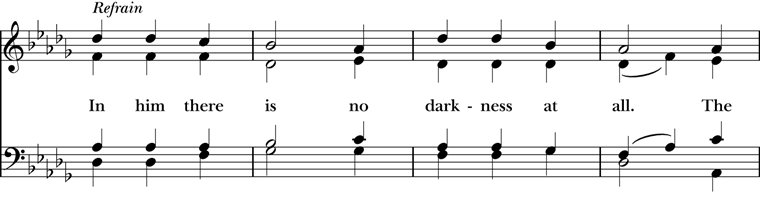 Refrain
In him there is no dark - ness at all. The